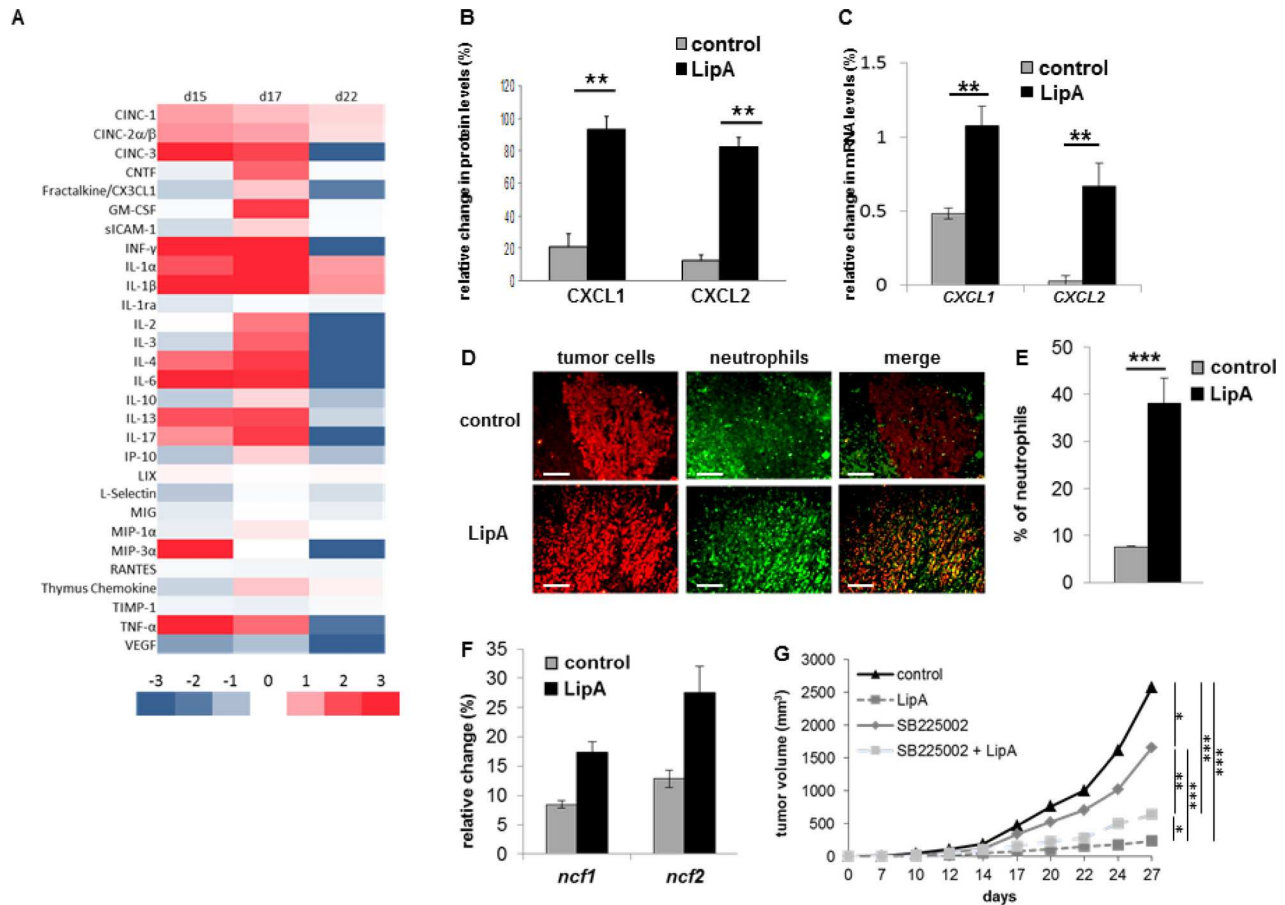 A
d15 d17 d22
CINC-1
CINC-2α/β
CINC-3
CNTF
Fractalkine/CX3CL1
GM-CSF
sICAM-1
INF-γ
IL-1α
IL-1β
IL-1ra
IL-2
IL-3
IL-4
IL-6
IL-10
IL-13
IL-17
IP-10
LIX
L-Selectin
MIG
MIP-1α
MIP-3α
RANTES
Thymus Chemokine
TIMP-1
TNF-α
VEGF
-3 -2 -1 0 1 2 3
B
control
LipA
relative change in protein levels (%)
120
100
80
60
40
20
0
**
**
CXCL1 CXCL2
C
control
LipA
relative change in mRNA levels (%)
1.5
1
0.5
0
**
**
CXCL1 CXCL2
D
tumor cells neutrophils merge
control
LipA
E
control
LipA
% of neutrophils
50
40
30
20
10
0
***
F
control
LipA
relative change (%)
35
30
25
20
15
10
5
0
ncf1 ncf2
G
control
LipA
SB225002
SB225002 + LipA
tumor volume (mm³)
3000
2500
2000
1500
1000
500
0
0 7 10 12 14 17 20 22 24 27
days
*
**
*
***
***
***